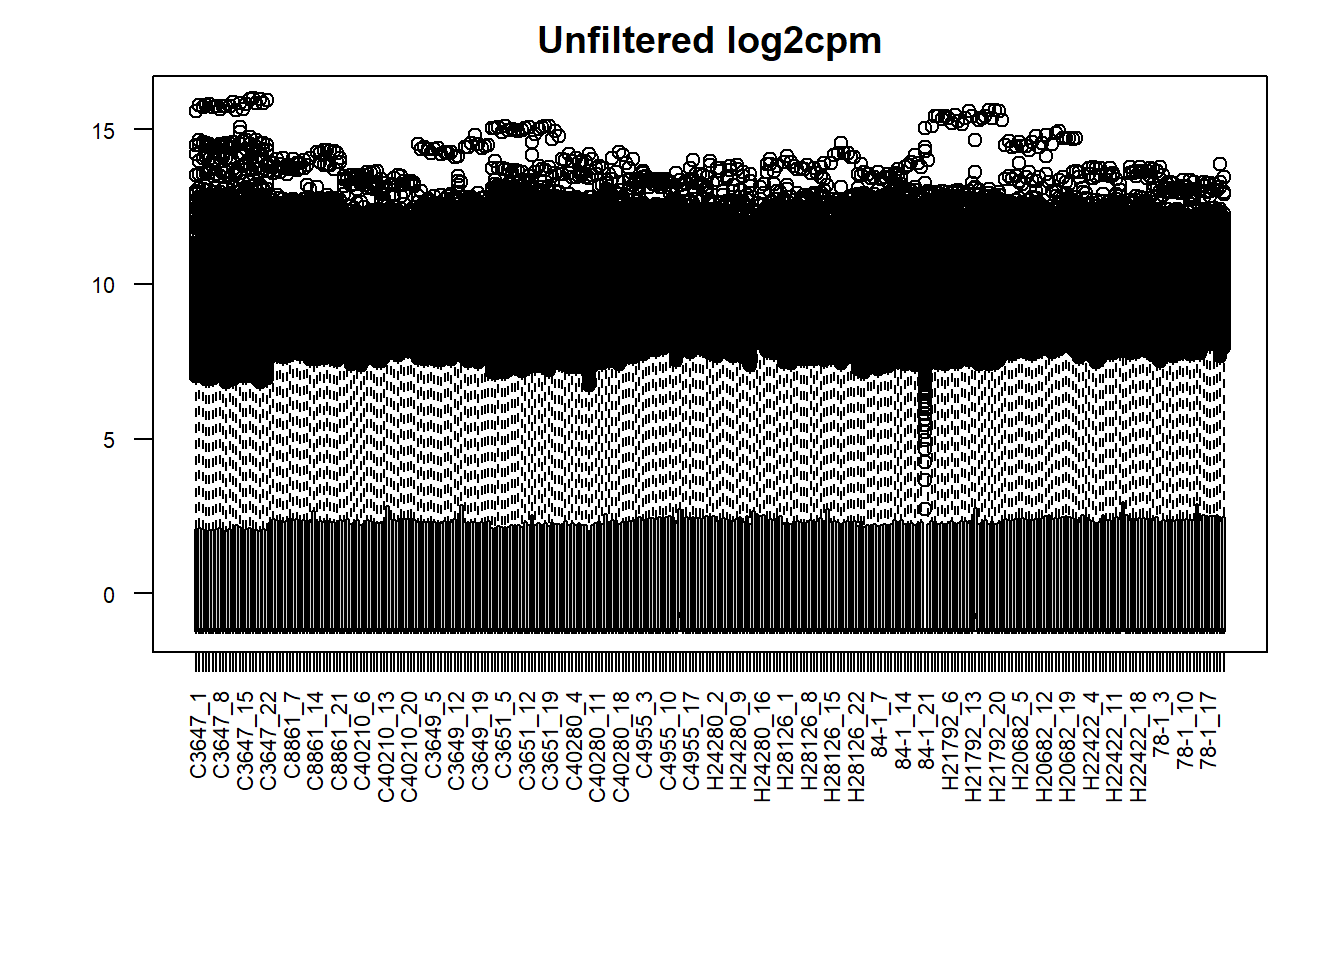 Unfiltered log2cpm
15
10
5
0
C3647_1
C3647_8
C3647_15
C3647_22
C8861_7
C8861_14
C8861_21
C40210_6
C40210_13
C40210_20
C3649_5
C3649_12
C3649_19
C3651_5
C3651_12
C3651_19
C40280_4
C40280_11
C40280_18
C4955_3
C4955_10
C4955_17
H24280_2
H24280_9
H24280_16
H28126_1
H28126_8
H28126_15
H28126_22
84-1_7
84-1_14
84-1_21
H21792_6
H21792_13
H21792_20
H20682_5
H20682_12
H20682_19
H22422_4
H22422_11
H22422_18
78-1_3
78-1_10
78-1_17